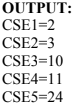 OUTPUT:
CSE1=2
CSE2=3
CSE3=10
CSE4=11
CSE5=24